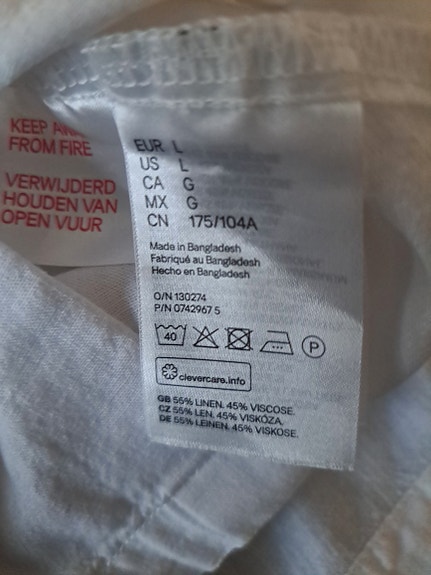 KEEP
FROM FIRE
VERWIJDERD
HOUDEN VAN
OPEN VUUR
EUR L
US L
CA G
MX G
CN 175/104A
Made in Bangladesh
Fabriqué au Bangladesh
Hecho en Bangladesh
O/N 130274
P/N 0742967 5
40
P
clevercare.info
GB 55% LINEN. 45% VISCOSE.
CZ 55% LEN. 45% VISKÓZA.
DE 55% LEINEN. 45% VISKOSE.